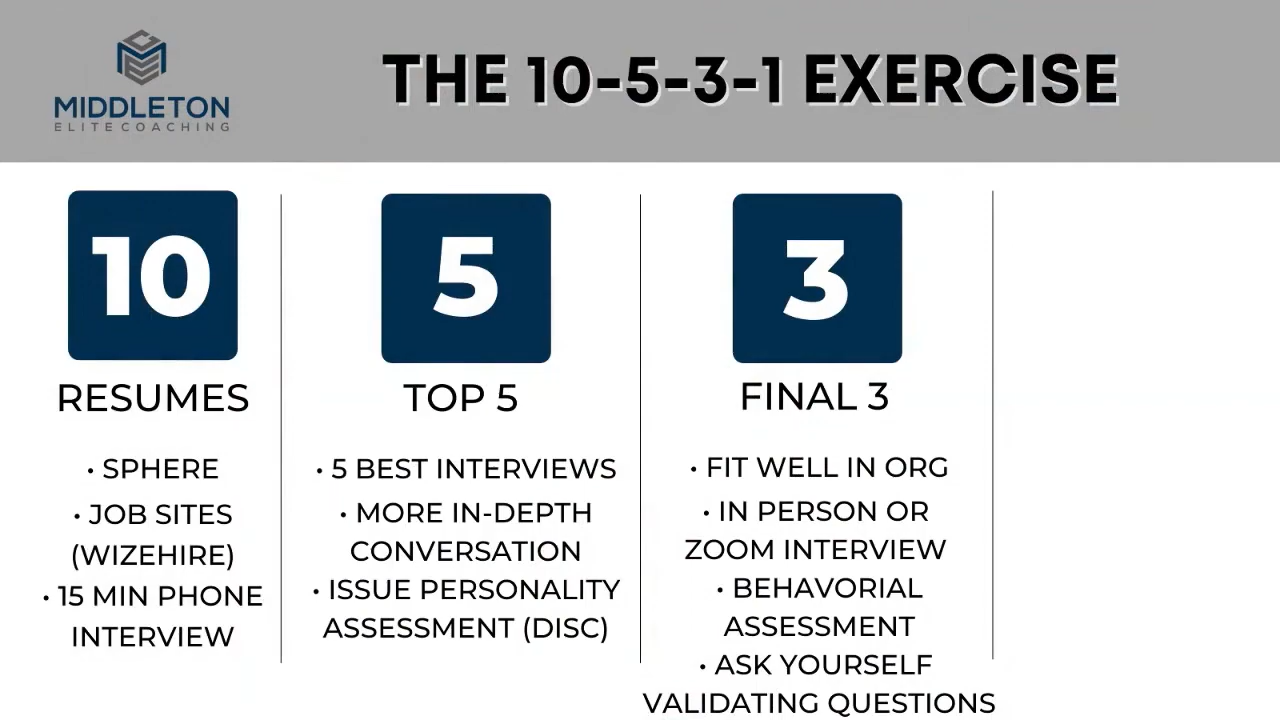 MIDDLETON
ELITE COACHING
THE 10-5-3-1 EXERCISE
10
RESUMES
• SPHERE
• JOB SITES
(WIZEHIRE)
• 15 MIN PHONE
INTERVIEW
5
TOP 5
• 5 BEST INTERVIEWS
• MORE IN-DEPTH
CONVERSATION
• ISSUE PERSONALITY
ASSESSMENT (DISC)
3
FINAL 3
• FIT WELL IN ORG
• IN PERSON OR
ZOOM INTERVIEW
• BEHAVORIAL
ASSESSMENT
• ASK YOURSELF
VALIDATING QUESTIONS